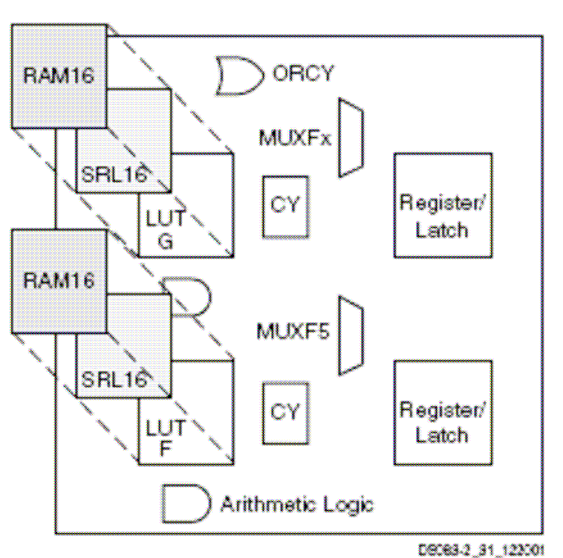 RAM16
ORCY
MUXFx
SRL16
LUT
G
CY
Register/
Latch
RAM16
MUXF5
SRL16
LUT
F
CY
Register/
Latch
Arithmetic Logic
DS083-2_31_122001